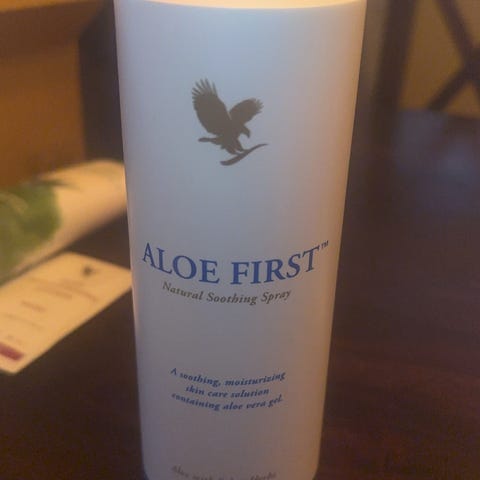 ALOE FIRST™
Natural Soothing Spray
A soothing, moisturizing
skin care solution
containing aloe vera gel.